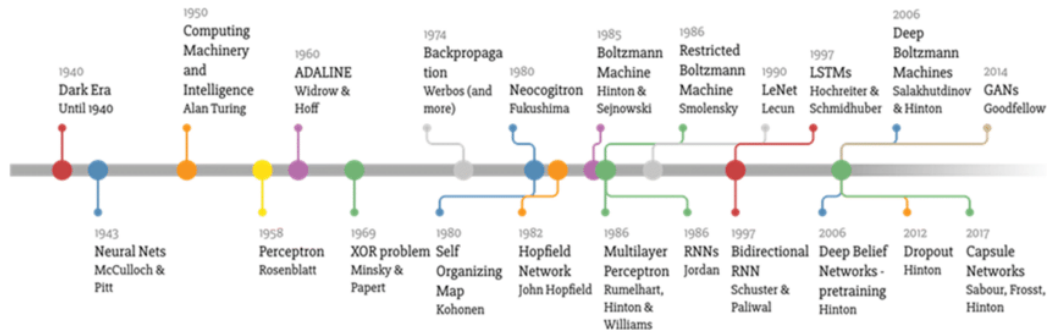 1940
Dark Era
Until 1940
1950
Computing
Machinery
and
Intelligence
Alan Turing
1960
ADALINE
Widrow &
Hoff
1974
Backpropaga
tion
Werbos (and
more)
1980
Neocogitron
Fukushima
1985
Boltzmann
Machine
Hinton &
Sejnowski
1986
Restricted
Boltzmann
Machine
Smolensky
1990
LeNet
Lecun
1997
LSTMs
Hochreiter &
Schmidhuber
2006
Deep
Boltzmann
Machines
Salakhutdinov
& Hinton
2014
GANs
Goodfellow
1943
Neural Nets
McCulloch &
Pitt
1958
Perceptron
Rosenblatt
1969
XOR problem
Minsky &
Papert
1980
Self
Organizing
Map
Kohonen
1982
Hopfield
Network
John Hopfield
1986
Multilayer
Perceptron
Rumelhart,
Hinton &
Williams
1986
RNNs
Jordan
1997
Bidirectional
RNN
Schuster &
Paliwal
2006
Deep Belief
Networks -
pretraining
Hinton
2012
Dropout
Hinton
2017
Capsule
Networks
Sabour, Frosst,
Hinton